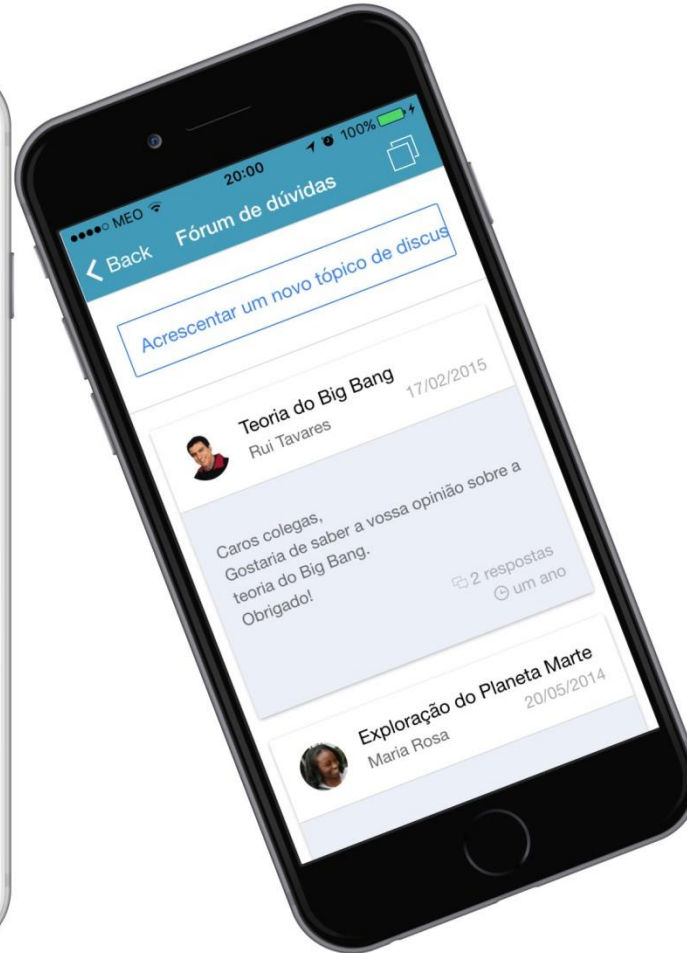 MEO
20:00
100%
Back
Fórum de dúvidas
Acrescentar um novo tópico de discus
Teoria do Big Bang
Rui Tavares
17/02/2015
Caros colegas,
Gostaria de saber a vossa opinião sobre a
teoria do Big Bang.
Obrigado!
2 respostas
um ano
Exploração do Planeta Marte
Maria Rosa
20/05/2014